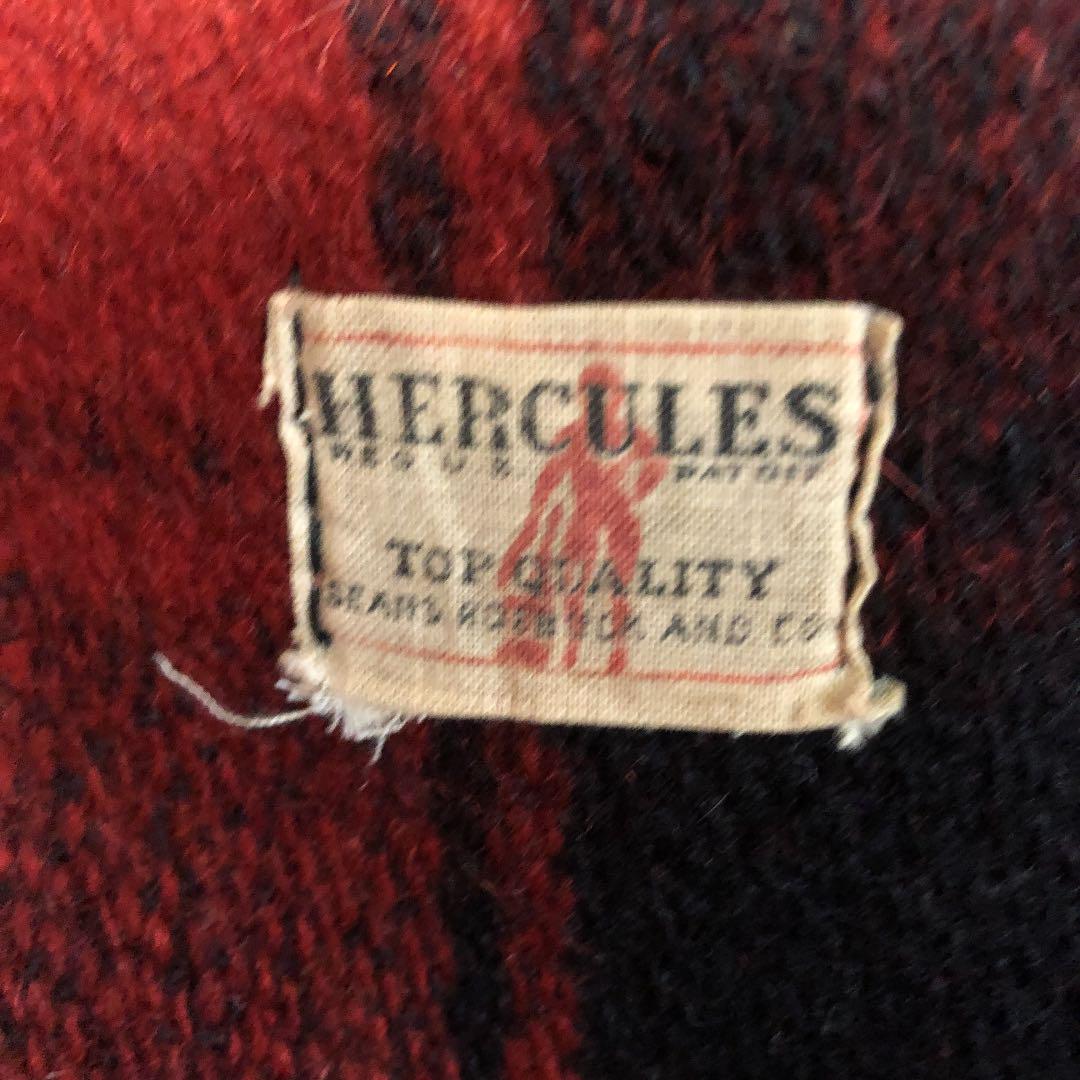 HERCULES
REG U S PAT OFF
TOP QUALITY
SEARS. ROEBUCK AND CO